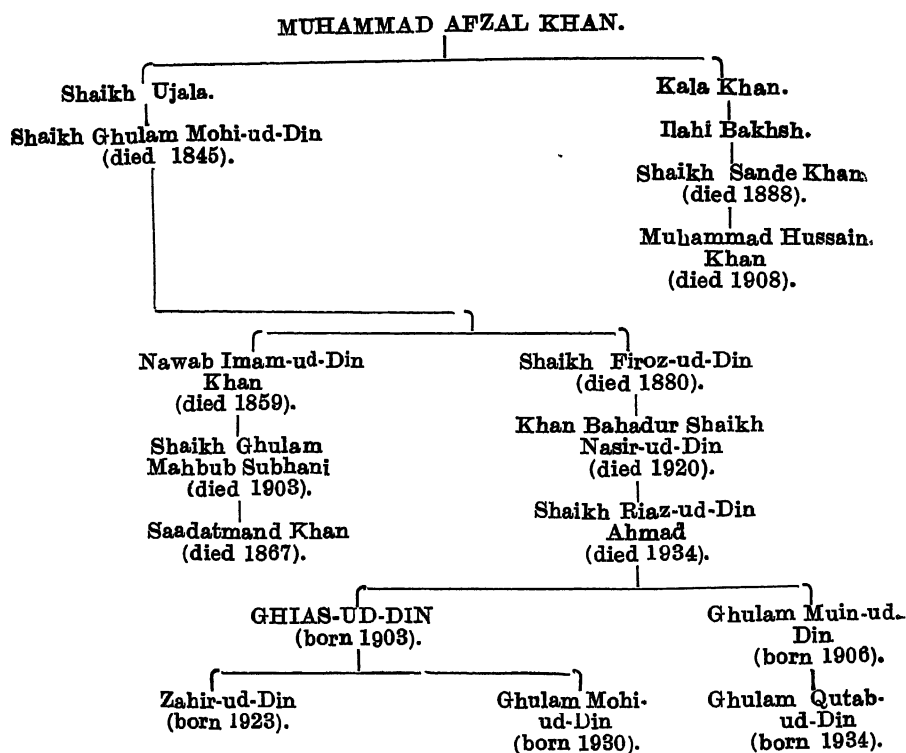 MUHAMMAD AFZAL KHAN.
Shaikh Ujala.
Kala Khan.
Shaikh Ghulam Mohi-ud-Din
(died 1845).
Ilahi Bakhsh.
Shaikh Sande Khan
(died 1888).
Muhammad Hussain
Khan
(died 1908).
Nawab Imam-ud-Din
Khan
(died 1859).
Shaikh Firoz-ud-Din
(died 1880).
Shaikh Ghulam
Mahbub Subhani
(died 1903).
Khan Bahadur Shaikh
Nasir-ud-Din
(died 1920).
Saadatmand Khan
(died 1867).
Shaikh Riaz-ud-Din
Ahmad
(died 1934).
GHIAS-UD-DIN
(born 1903).
Ghulam Muin-ud-
Din
(born 1906).
Zahir-ud-Din
(born 1923).
Ghulam Mohi-
ud-Din
(born 1930).
Ghulam Qutab-
ud-Din
(born 1934).